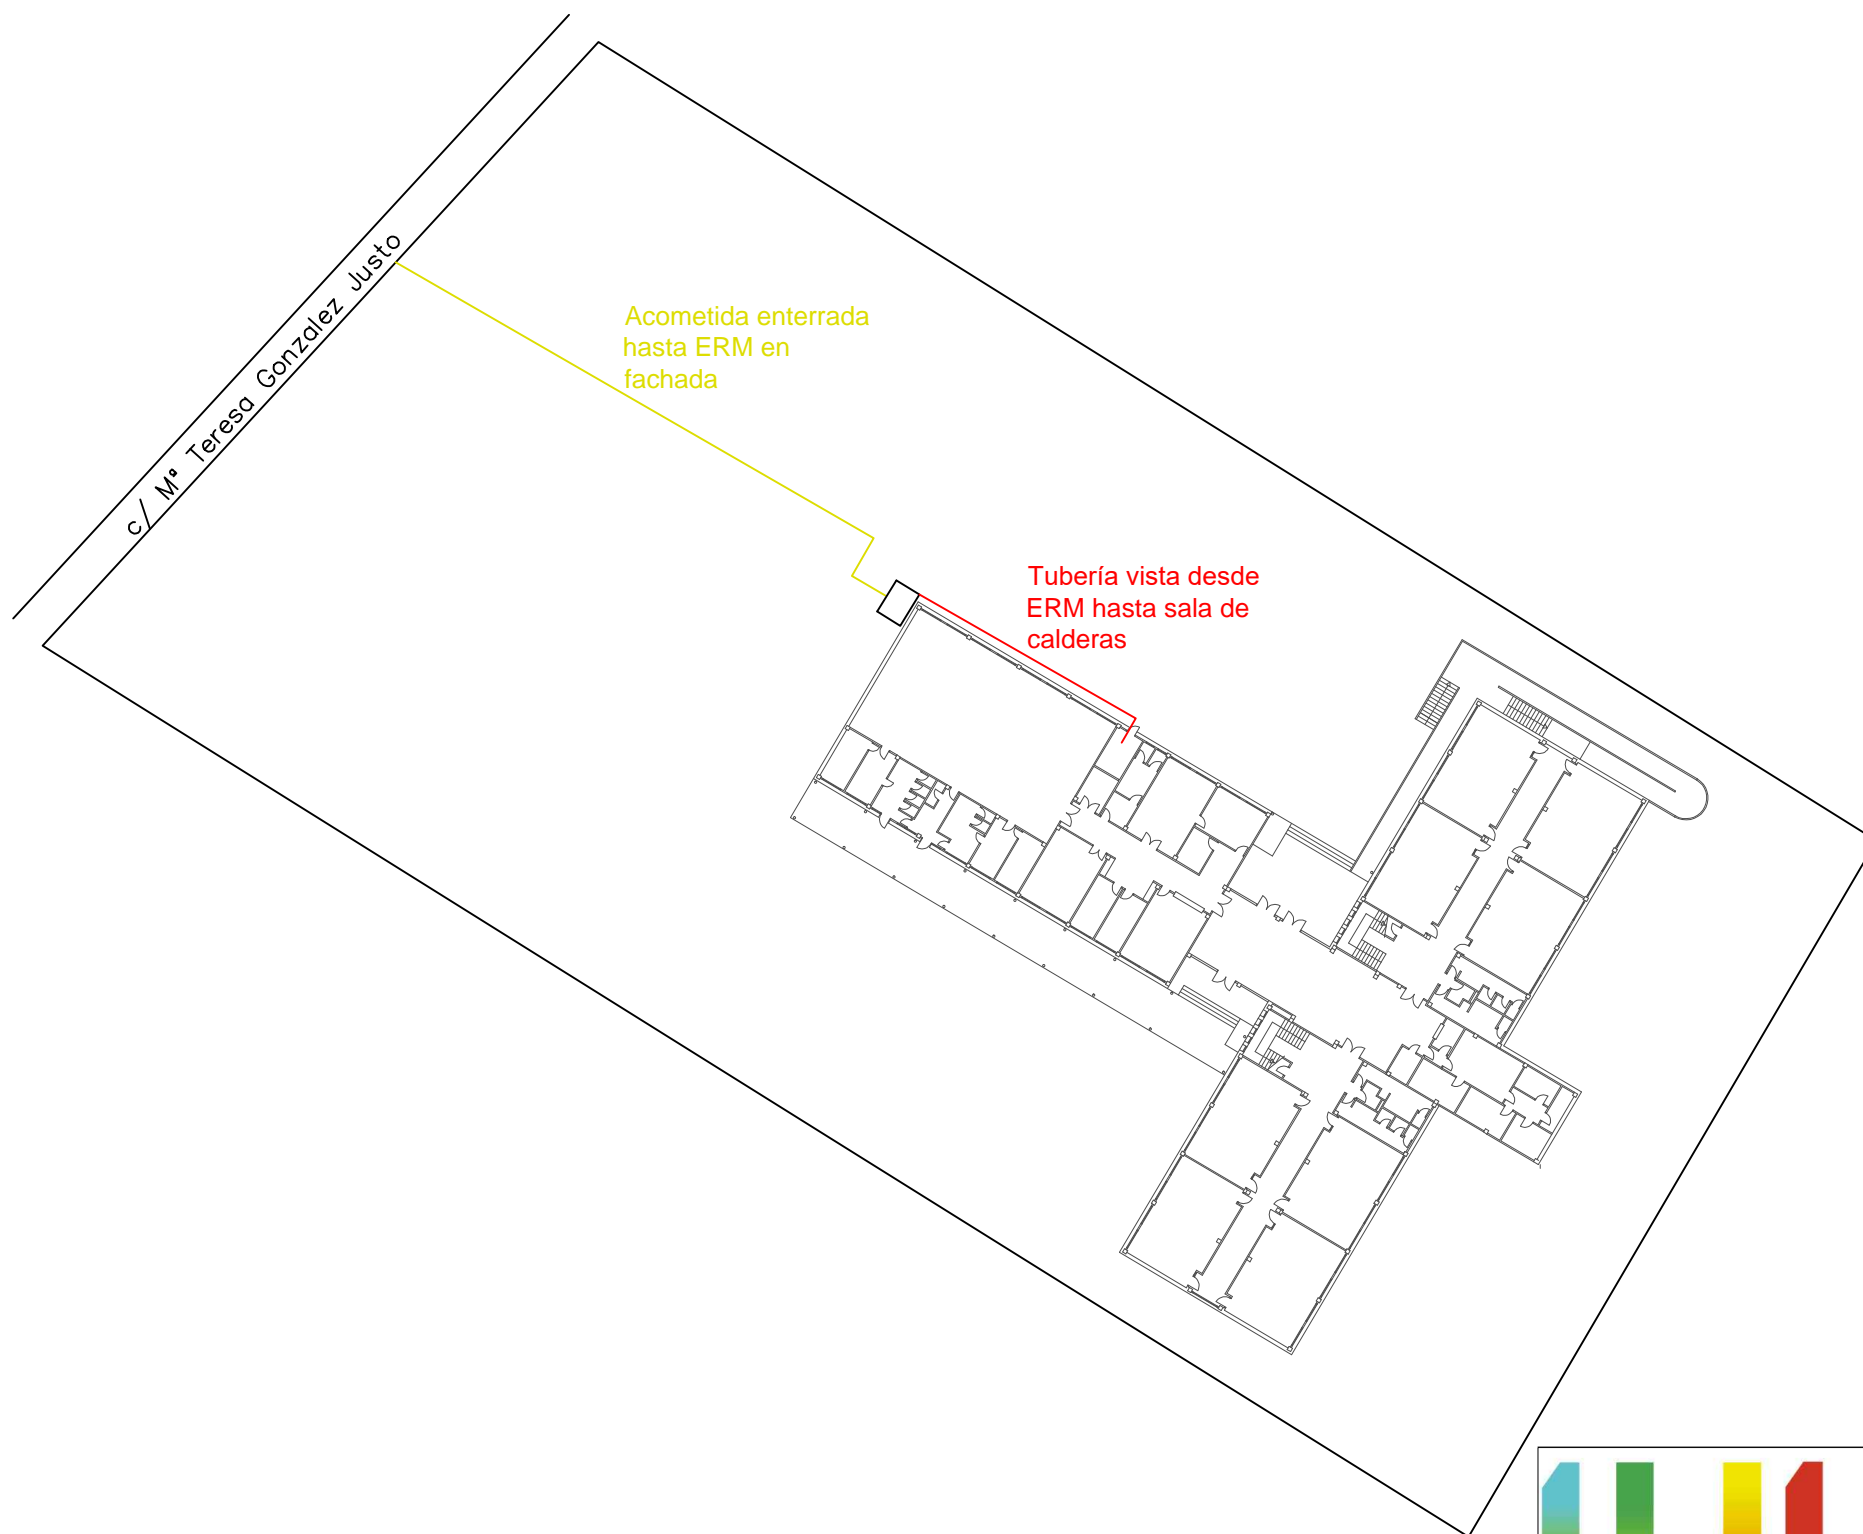 c/ Mª Teresa Gonzalez Justo
Acometida enterrada
hasta ERM en
fachada
Tubería vista desde
ERM hasta sala de
calderas